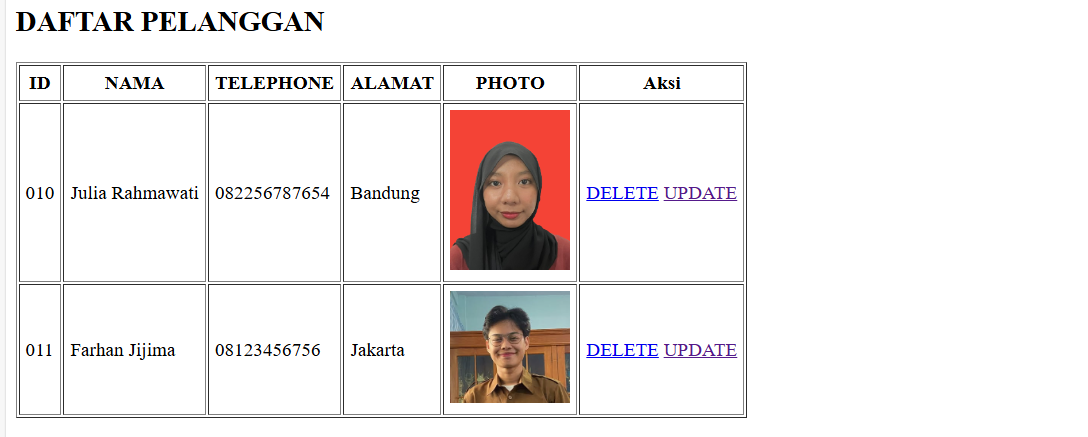 DAFTAR PELANGGAN
ID NAMA TELEPHONE ALAMAT PHOTO Aksi
010 Julia Rahmawati 082256787654 Bandung DELETE UPDATE
011 Farhan Jijima 08123456756 Jakarta DELETE UPDATE